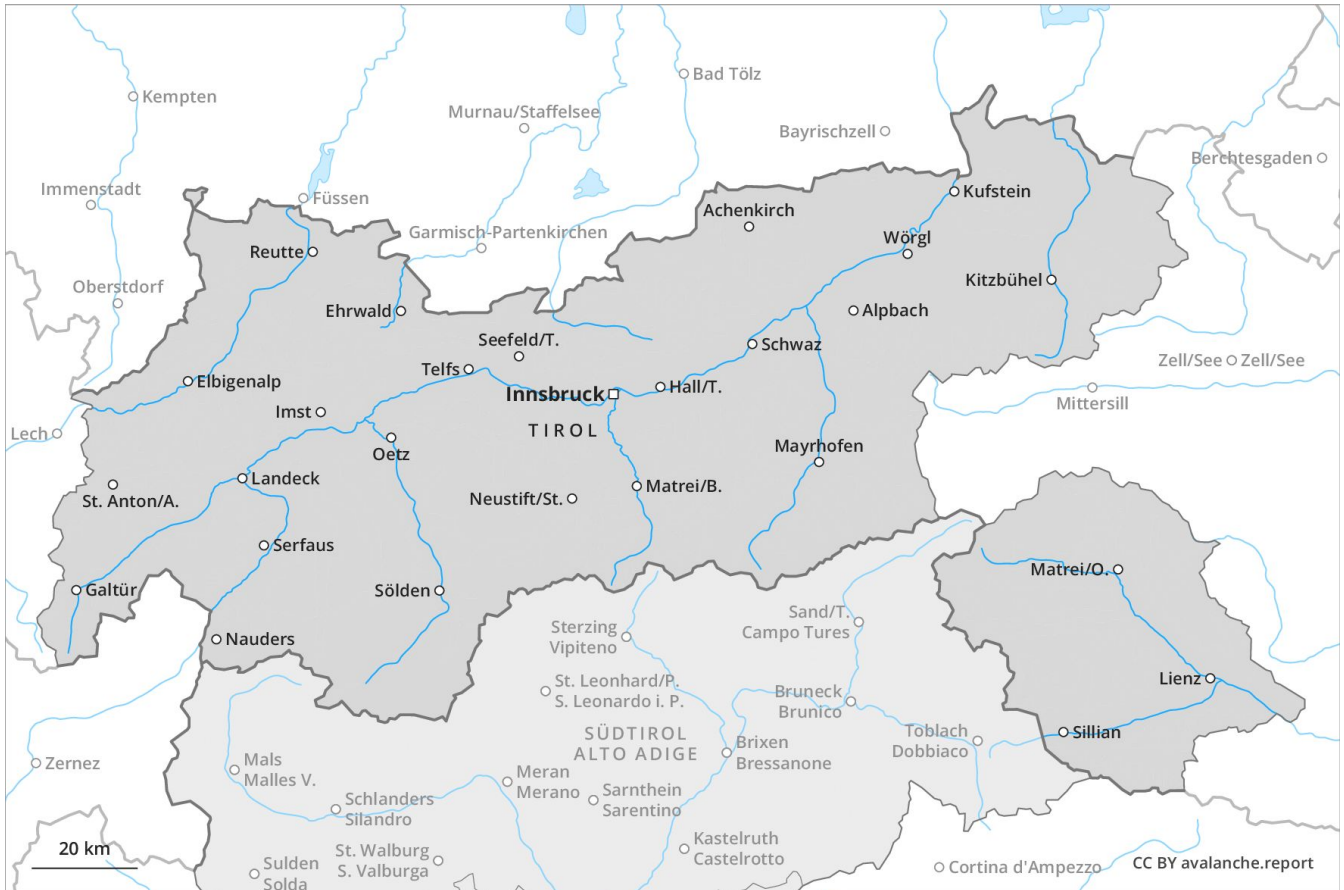 Bad Tölz
Kempten
Murnau/Staffelsee
Bayrischzell
Berchtesgaden
Immenstadt
Füssen
Kufstein
Achenkirch
Garmisch-Partenkirchen
Wörgl
Reutte
Kitzbühel
Oberstdorf
Ehrwald
Alpbach
Seefeld/T.
Schwaz
Zell/See
Zell/See
Telfs
Elbigenalp
Hall/T.
Innsbruck
Mittersill
Imst
Lech
TIROL
Oetz
Mayrhofen
Landeck
Matrei/B.
St. Anton/A.
Neustift/St.
Serfaus
Matrei/O.
Galtür
Sölden
Sand/T.
Campo Tures
Sterzing
Vipiteno
Nauders
Lienz
St. Leonhard/P.
S. Leonardo i. P.
Bruneck
Brunico
Sillian
SÜDTIROL
ALTO ADIGE
Toblach
Dobbiaco
Brixen
Bressanone
Zernez
Mals
Malles V.
Meran
Merano
Sarnthein
Sarentino
Schlanders
Silandro
20 km
Kastelruth
Castelrotto
St. Walburg
S. Valburga
Sulden
Solda
Cortina d'Ampezzo
CC BY avalanche.report